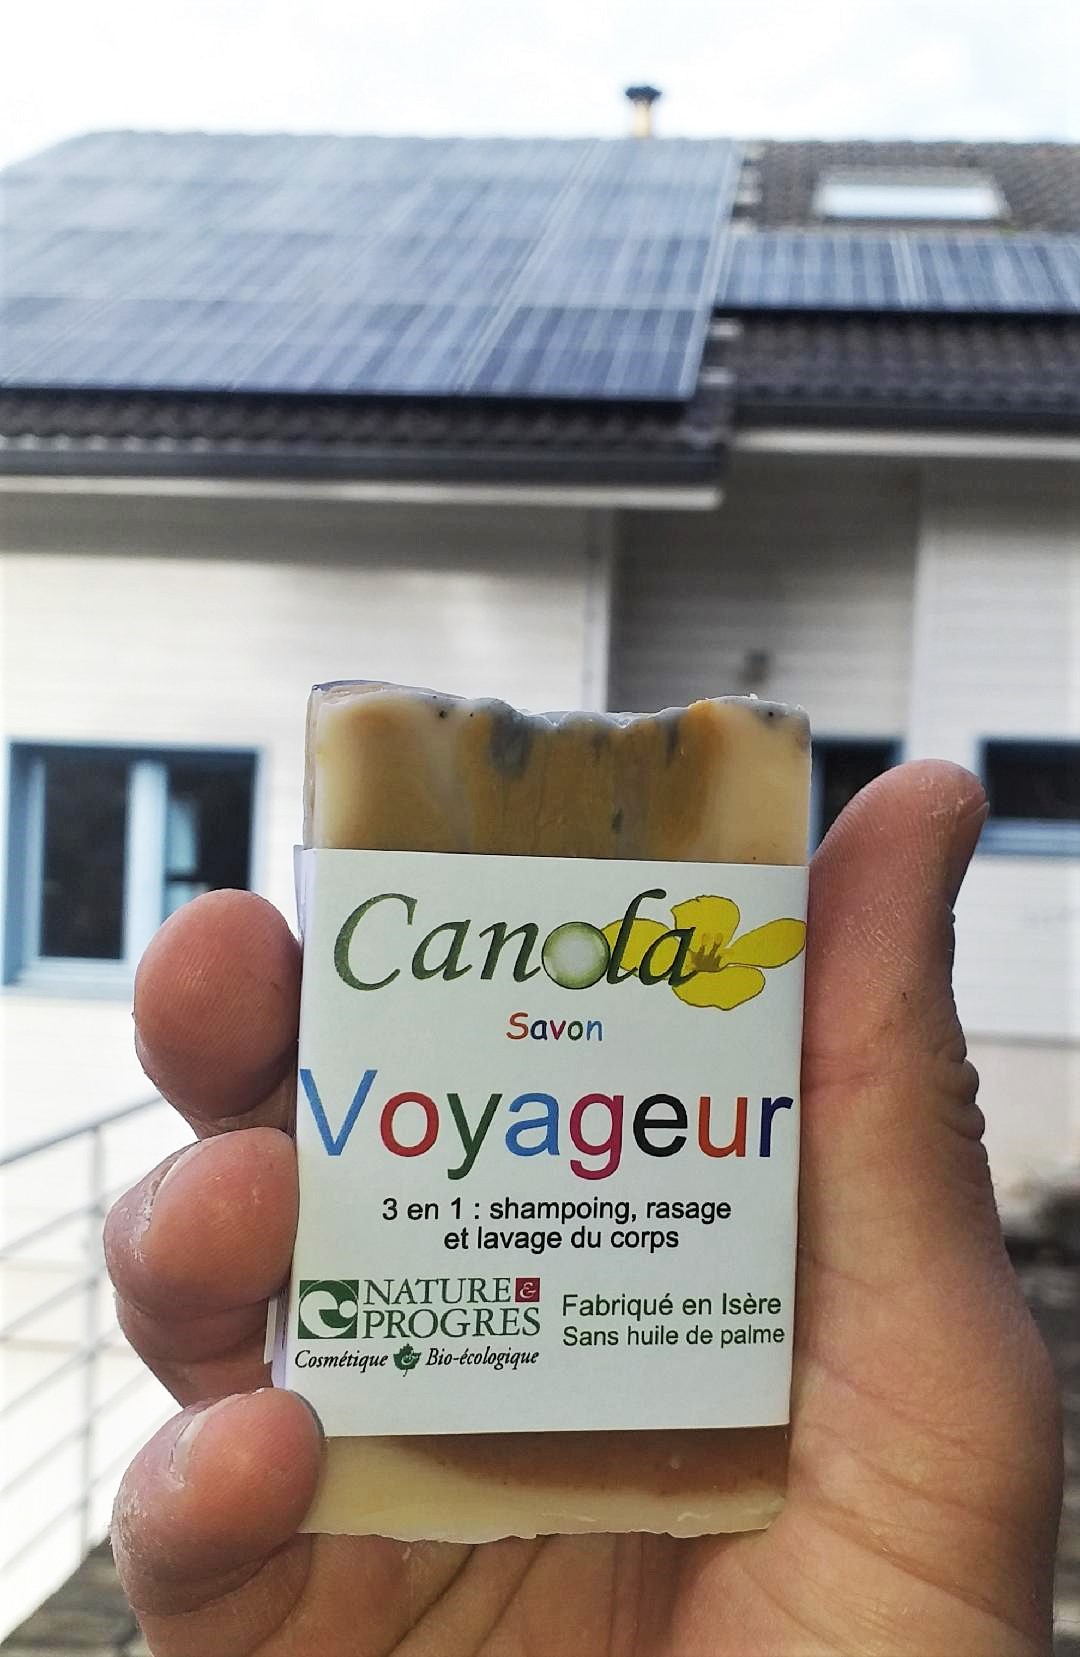 Canola
Savon
Voyageur
3 en 1 : shampoing, rasage
et lavage du corps
NATURE &
PROGRES
Cosmétique & Bio-écologique
Fabriqué en Isère
Sans huile de palme